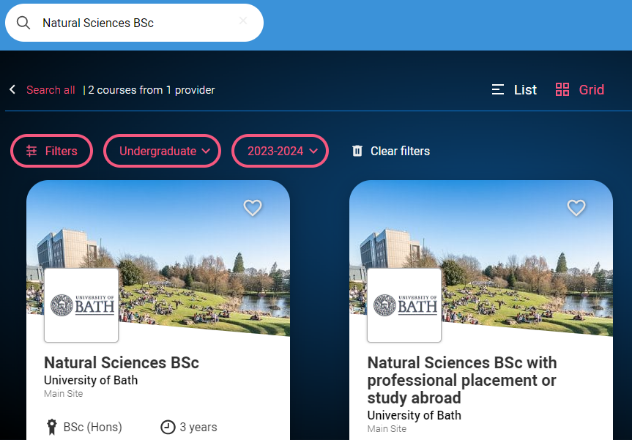 Natural Sciences BSc
Search all | 2 courses from 1 provider
List
Grid
Filters
Undergraduate
2023-2024
Clear filters
UNIVERSITY OF
BATH
Natural Sciences BSc
University of Bath
Main Site
BSc (Hons)
3 years
UNIVERSITY OF
BATH
Natural Sciences BSc with
professional placement or
study abroad
University of Bath
Main Site